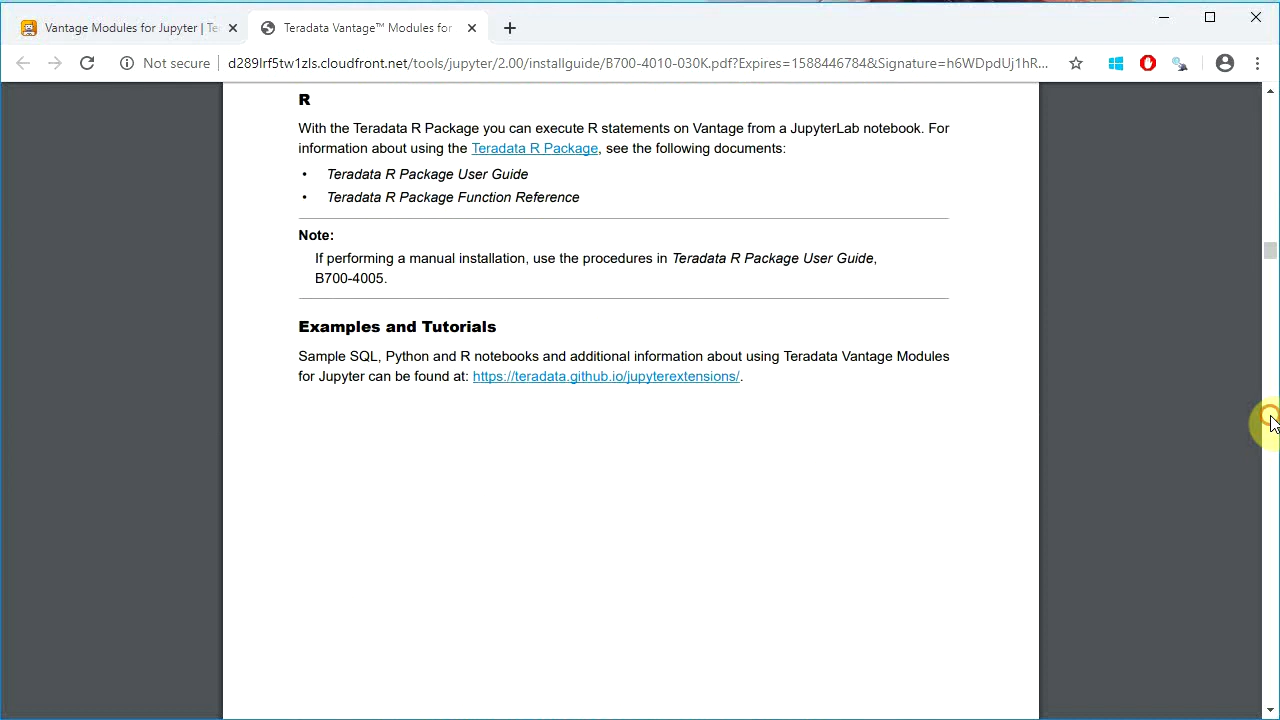 Vantage Modules for Jupyter | Te
Teradata Vantage™ Modules for
Not secure
d289lrf5tw1zls.cloudfront.net/tools/jupyter/2.00/installguide/B700-4010-030K.pdf?Expires=1588446784&Signature=h6WDpdUj1hR...
R
With the Teradata R Package you can execute R statements on Vantage from a JupyterLab notebook. For
information about using the Teradata R Package, see the following documents:
• Teradata R Package User Guide
• Teradata R Package Function Reference
Note:
If performing a manual installation, use the procedures in Teradata R Package User Guide,
B700-4005.
Examples and Tutorials
Sample SQL, Python and R notebooks and additional information about using Teradata Vantage Modules
for Jupyter can be found at: https://teradata.github.io/jupyterextensions/.